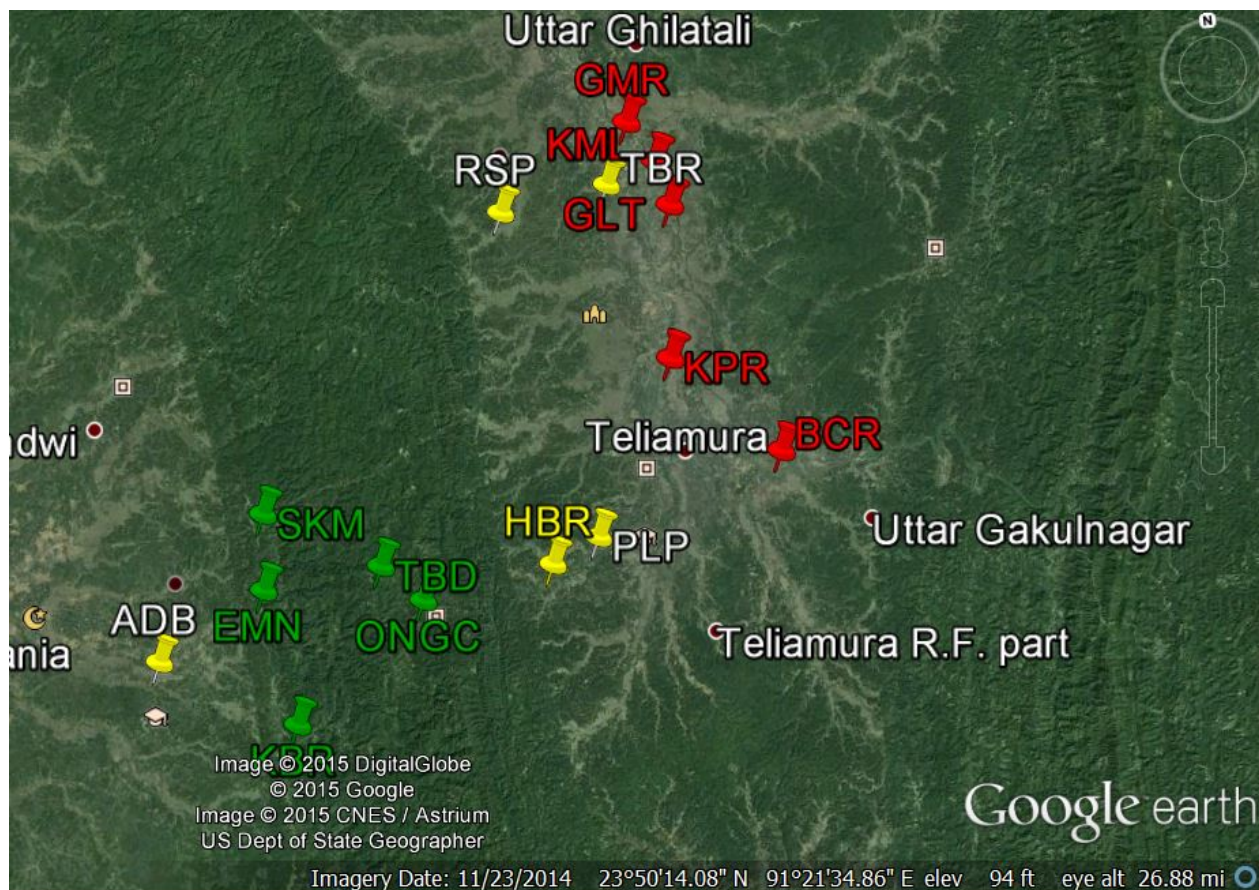 Uttar Ghilatali
GMR
KML
TBR
RSP
GLT
KPR
Teliamura
BCR
ndwi
SKM
HBR
PLP
Uttar Gakulnagar
TBD
ADB
EMN
ONGC
ania
Teliamura R.F. part
KBR
Image © 2015 DigitalGlobe
© 2015 Google
Image © 2015 CNES / Astrium
US Dept of State Geographer
Google earth
N
Imagery Date: 11/23/2014 23°50'14.08" N 91°21'34.86" E elev 94 ft eye alt 26.88 mi